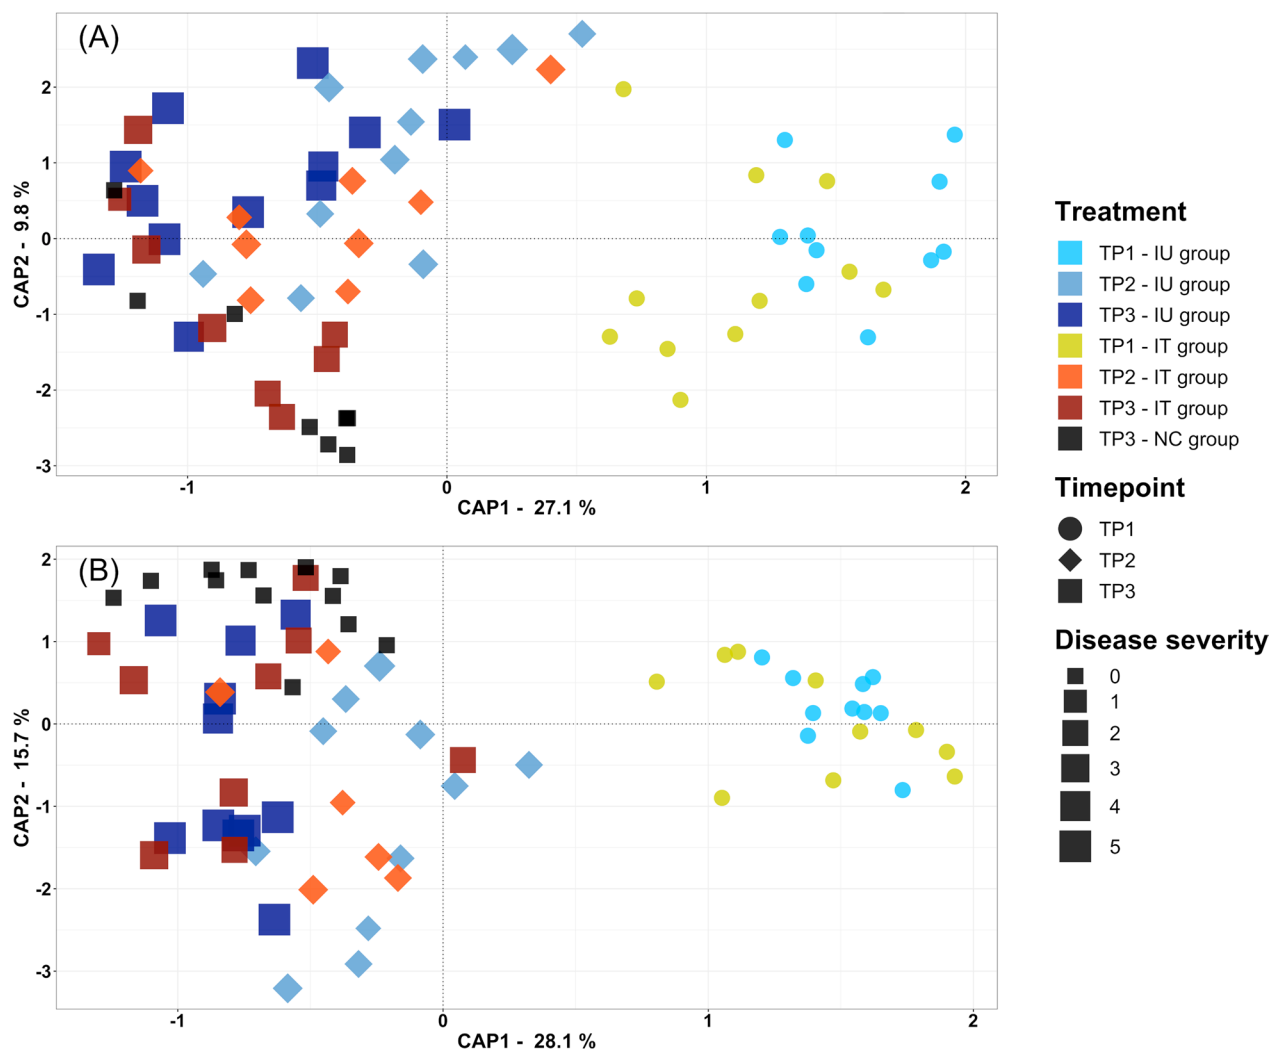 (A)
2
1
0
-1
-2
-3
CAP2 - 9.8 %
-1
0
1
2
CAP1 - 27.1 %
(B)
2
1
0
-1
-2
-3
CAP2 - 15.7 %
-1
0
1
2
CAP1 - 28.1 %
Treatment
TP1 - IU group
TP2 - IU group
TP3 - IU group
TP1 - IT group
TP2 - IT group
TP3 - IT group
TP3 - NC group
Timepoint
TP1
TP2
TP3
Disease severity
0
1
2
3
4
5